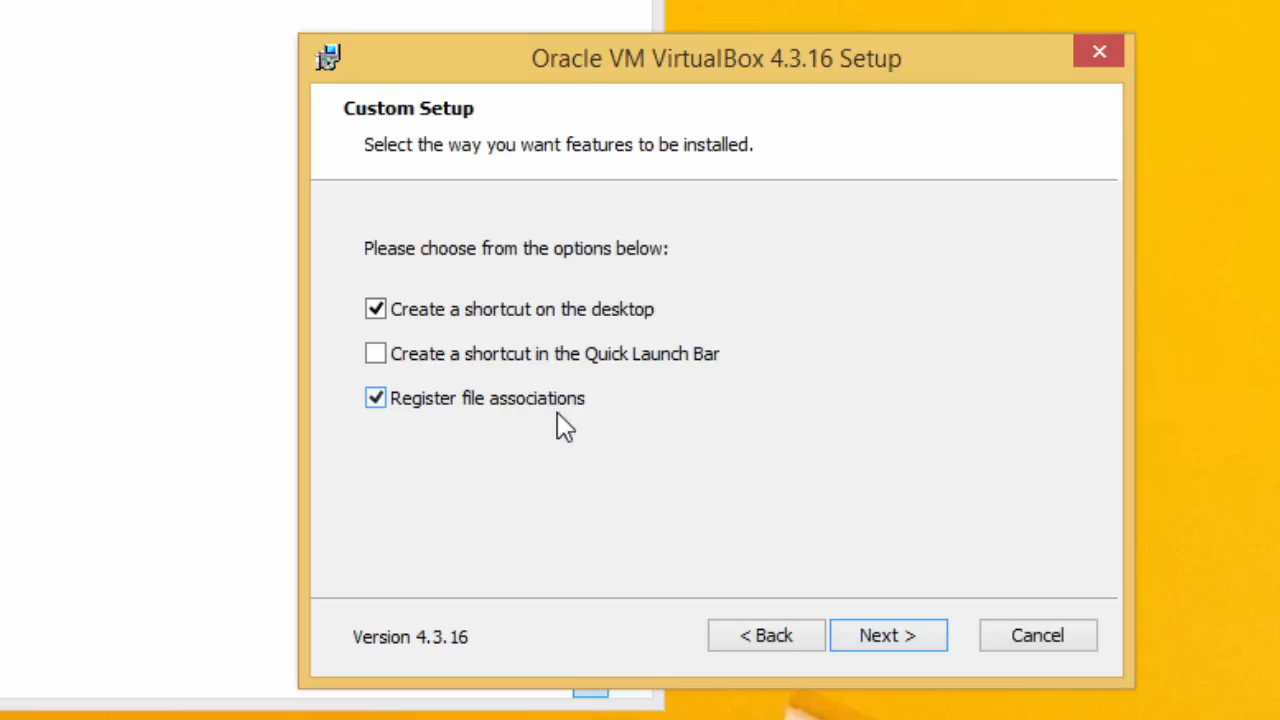 Oracle VM VirtualBox 4.3.16 Setup
Custom Setup
Select the way you want features to be installed.
Please choose from the options below:
Create a shortcut on the desktop
Create a shortcut in the Quick Launch Bar
Register file associations
Version 4.3.16
< Back
Next >
Cancel